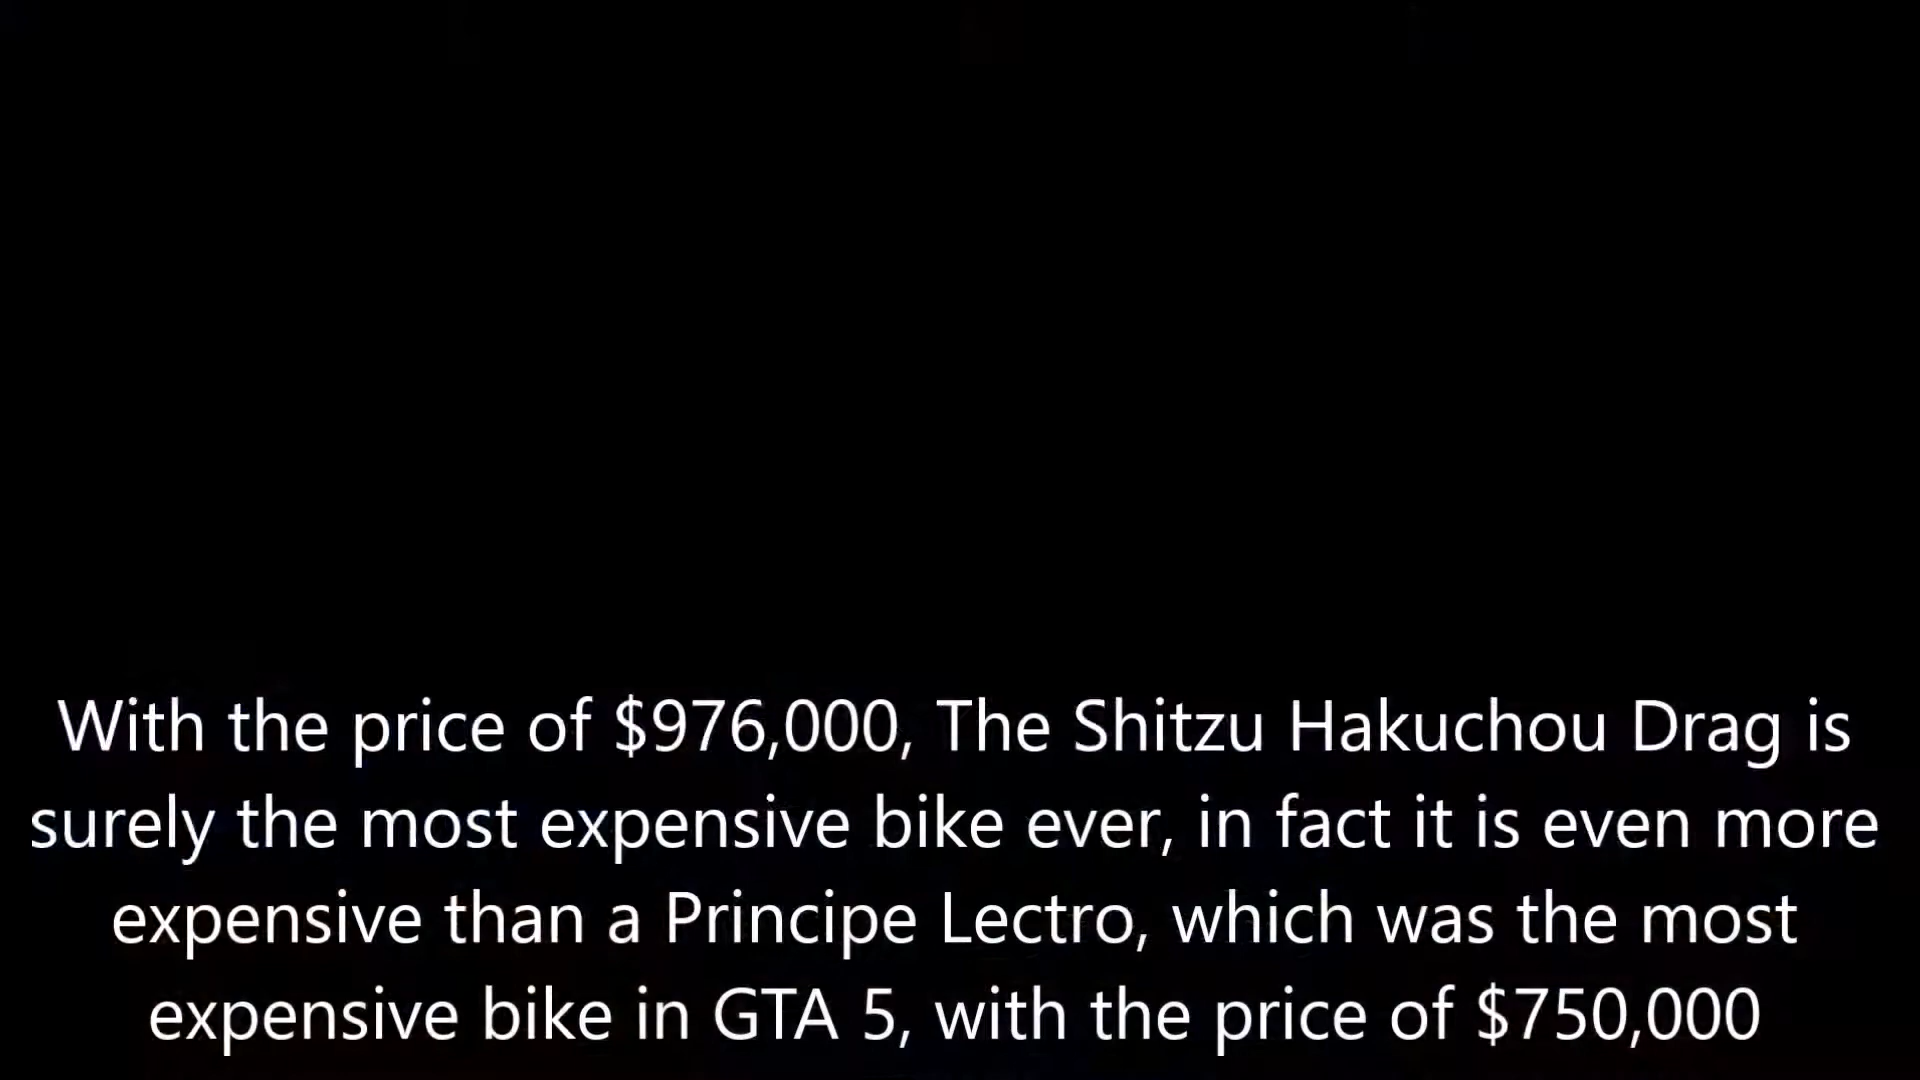 With the price of $976,000, The Shitzu Hakuchou Drag is
surely the most expensive bike ever, in fact it is even more
expensive than a Principe Lectro, which was the most
expensive bike in GTA 5, with the price of $750,000